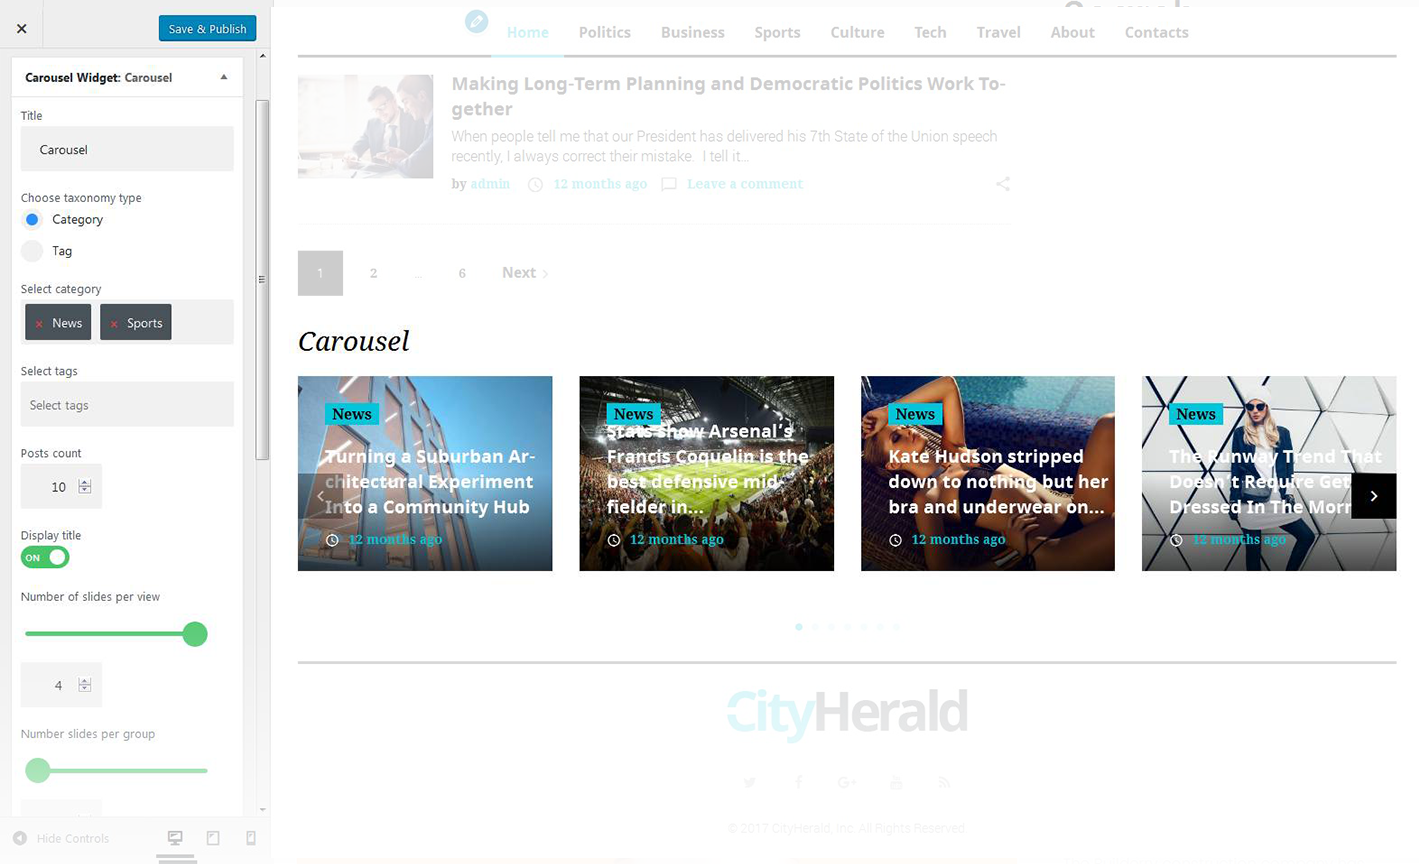 Save & Publish
Carousel Widget: Carousel
Title
Carousel
Choose taxonomy type
Category
Tag
Select category
× News
× Sports
Select tags
Select tags
Posts count
10
Display title
ON
Number of slides per view
4
Number slides per group
Hide Controls
Home
Politics
Business
Sports
Culture
Tech
Travel
About
Contacts
Making Long-Term Planning and Democratic Politics Work To-
gether
When people tell me that our President has delivered his 7th State of the Union speech
recently, I always correct their mistake. I tell it...
by admin
12 months ago
Leave a comment
1
2
...
6
Next
Carousel
News
Turning a Suburban Ar-
chitectural Experiment
Into a Community Hub
12 months ago
News
Stats show Arsenal's
Francis Coquelin is the
best defensive mid-
fielder in...
12 months ago
News
Kate Hudson stripped
down to nothing but her
bra and underwear on...
12 months ago
News
The Runway Trend That
Doesn't Require Get
Dressed In The Morn
12 months ago
CityHerald
© 2017 CityHerald, Inc. All Rights Reserved.